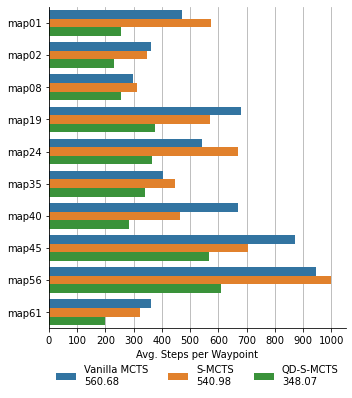 map01
map02
map08
map19
map24
map35
map40
map45
map56
map61
0 100 200 300 400 500 600 700 800 900 1000
Avg. Steps per Waypoint
Vanilla MCTS S-MCTS QD-S-MCTS
560.68 540.98 348.07